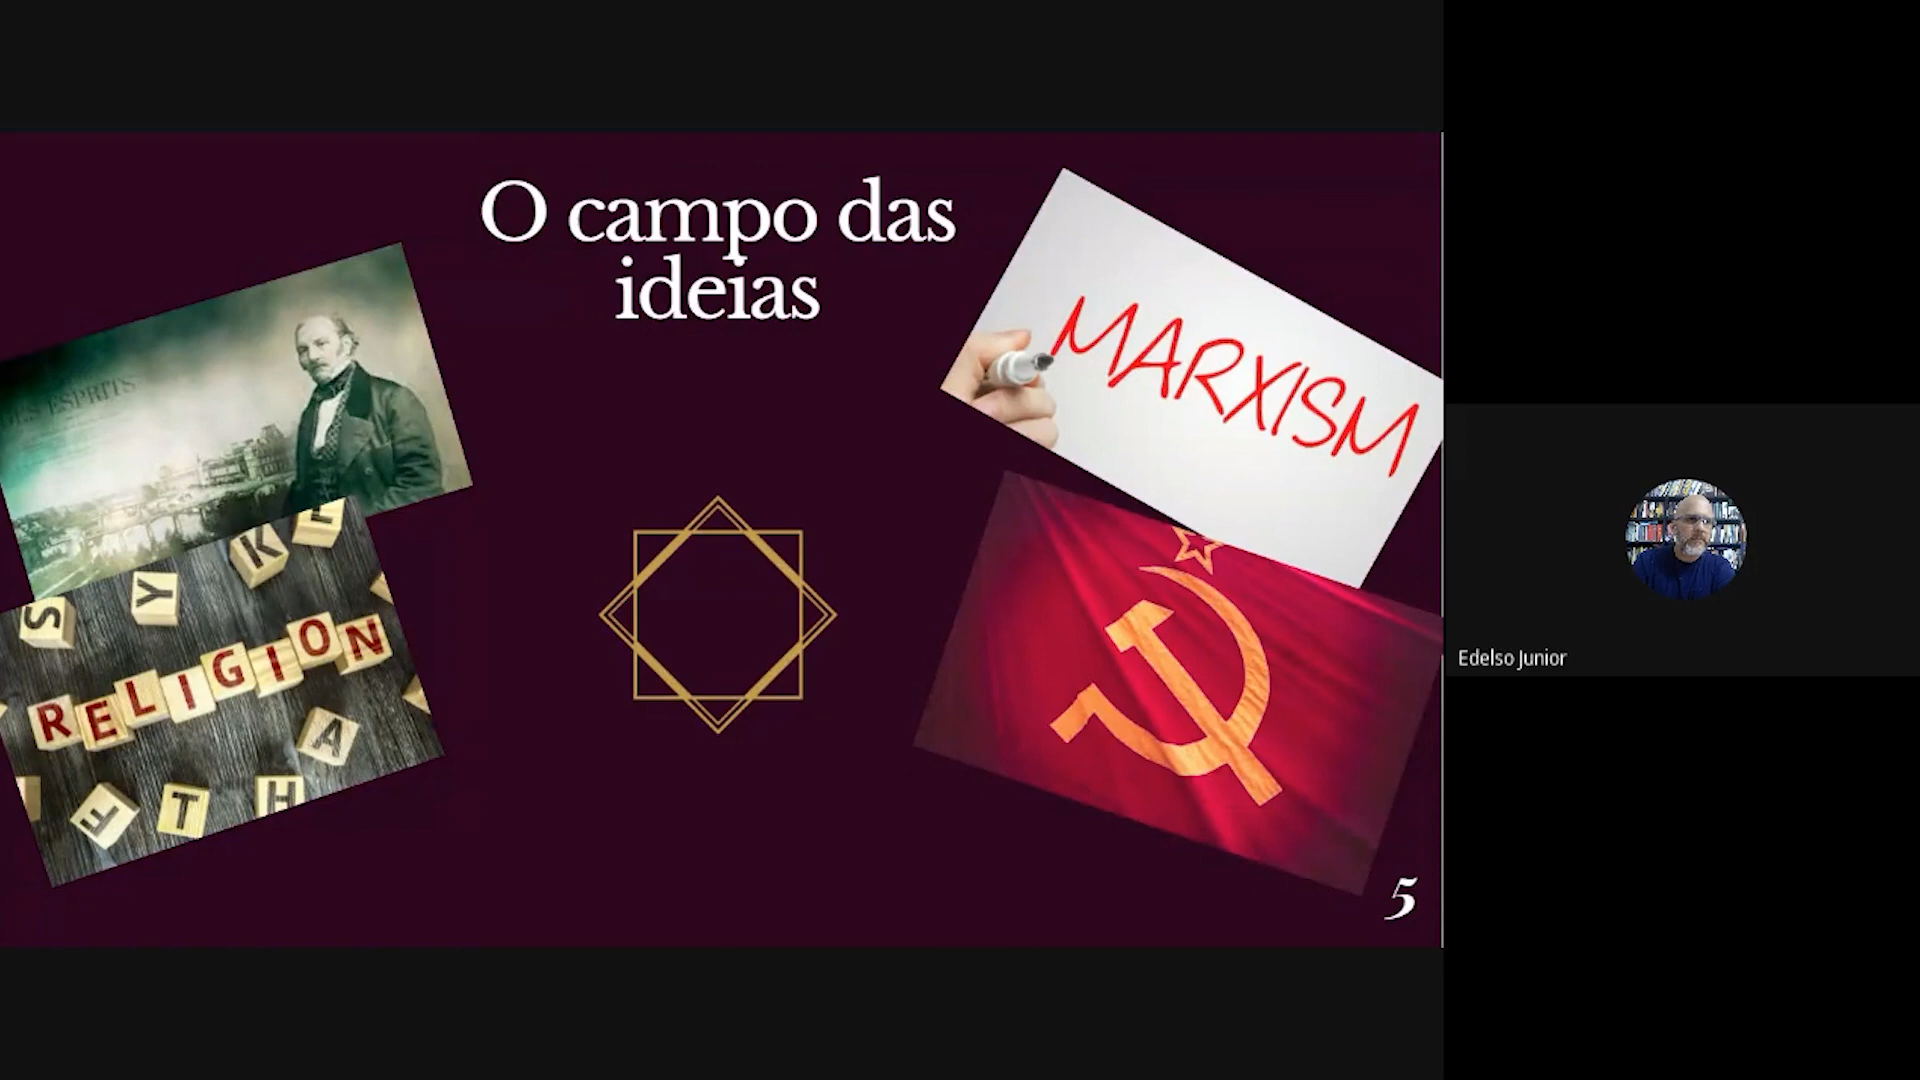 O campo das
ideias
DES ESPRITS
MARXISM
S Y K
RELIGION
A
F T H
5
Edelso Junior